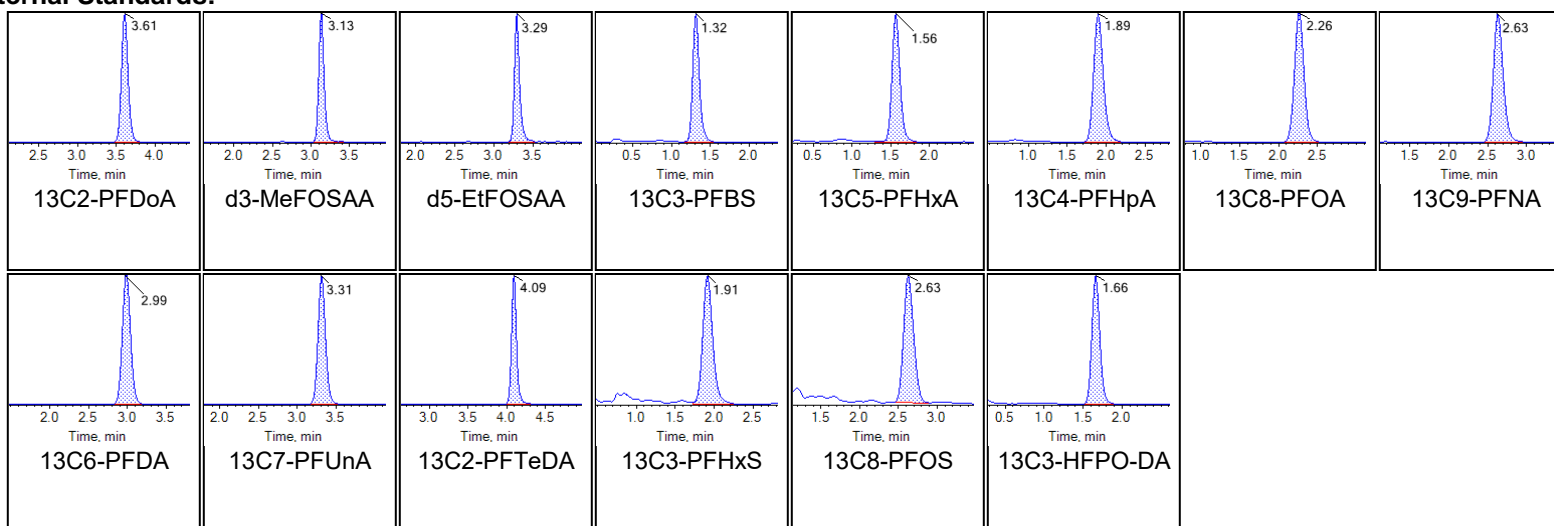 ternal Standards:
3.61
2.5 3.0 3.5 4.0
Time, min
13C2-PFDoA
3.13
2.0 2.5 3.0 3.5
Time, min
d3-MeFOSAA
3.29
2.0 2.5 3.0 3.5
Time, min
d5-EtFOSAA
1.32
0.5 1.0 1.5 2.0
Time, min
13C3-PFBS
1.56
0.5 1.0 1.5 2.0
Time, min
13C5-PFHxA
1.89
1.0 1.5 2.0 2.5
Time, min
13C4-PFHpA
2.26
1.0 1.5 2.0 2.5
Time, min
13C8-PFOA
2.63
1.5 2.0 2.5 3.0
Time, min
13C9-PFNA
2.99
2.0 2.5 3.0 3.5
Time, min
13C6-PFDA
3.31
2.0 2.5 3.0 3.5
Time, min
13C7-PFUnA
4.09
3.0 3.5 4.0 4.5
Time, min
13C2-PFTeDA
1.91
1.0 1.5 2.0 2.5
Time, min
13C3-PFHxS
2.63
1.5 2.0 2.5 3.0
Time, min
13C8-PFOS
1.66
0.5 1.0 1.5 2.0
Time, min
13C3-HFPO-DA